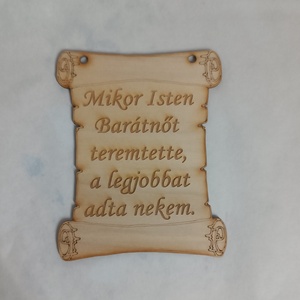 Mikor Isten
Barátnőt
teremtette,
a legjobbat
adta nekem.